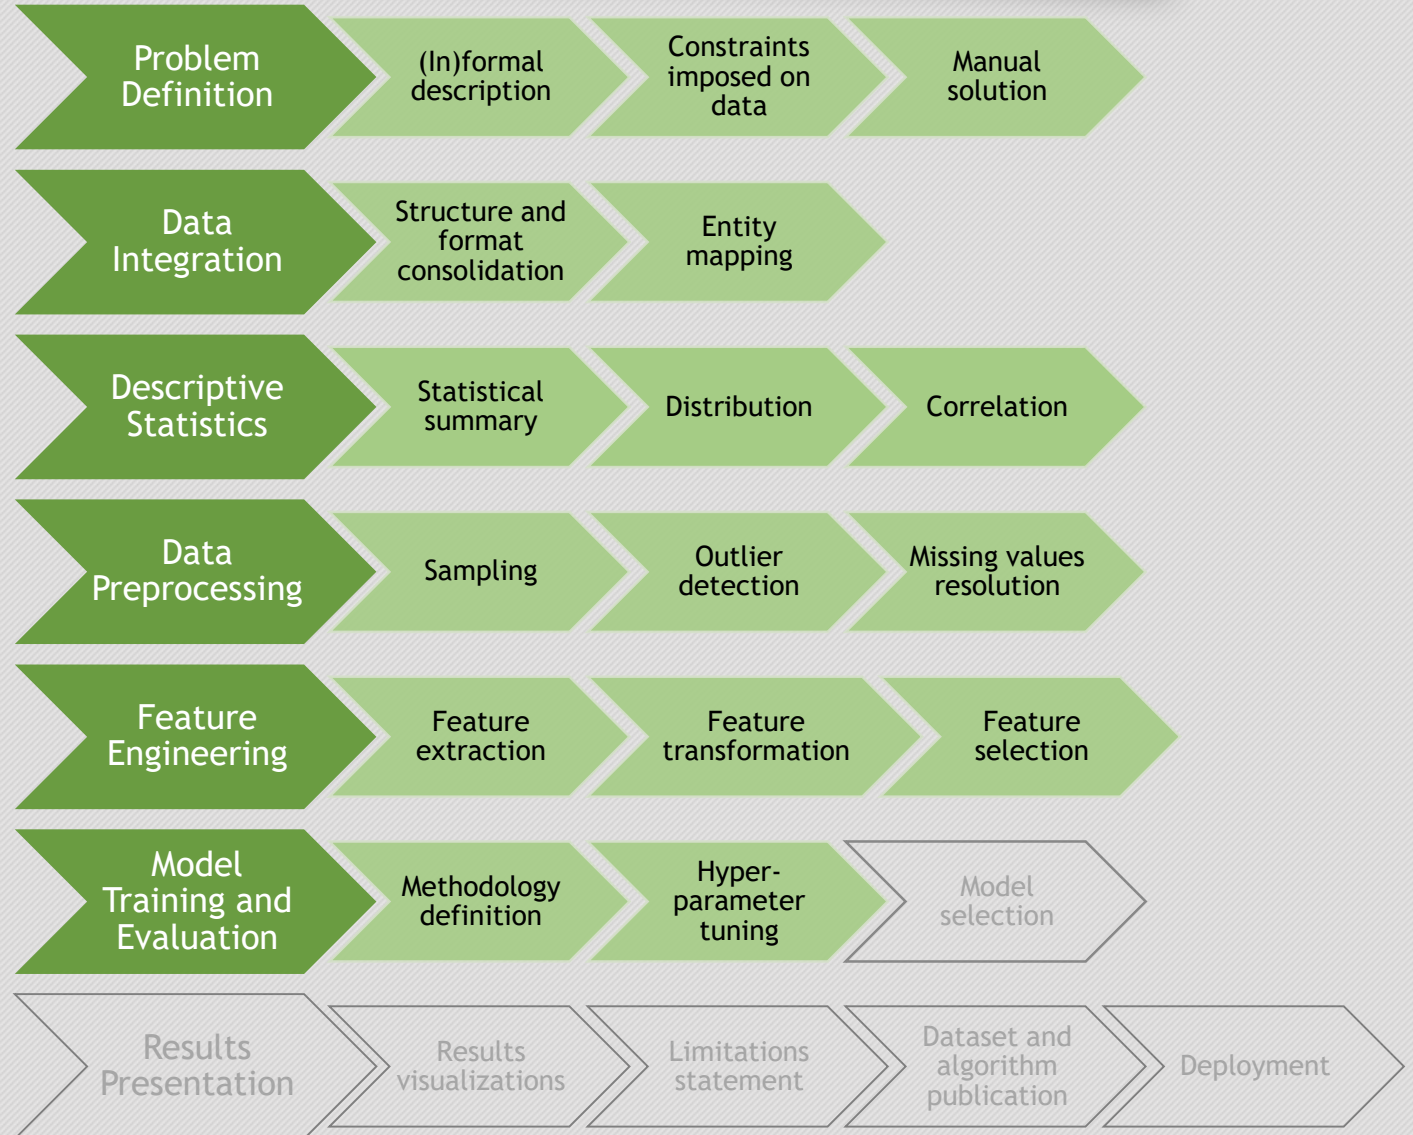 Problem
Definition
(In)formal
description
Constraints
imposed on
data
Manual
solution
Data
Integration
Structure and
format
consolidation
Entity
mapping
Descriptive
Statistics
Statistical
summary
Distribution
Correlation
Data
Preprocessing
Sampling
Outlier
detection
Missing values
resolution
Feature
Engineering
Feature
extraction
Feature
transformation
Feature
selection
Model
Training and
Evaluation
Methodology
definition
Hyper-
parameter
tuning
Model
selection
Results
Presentation
Results
visualizations
Limitations
statement
Dataset and
algorithm
publication
Deployment